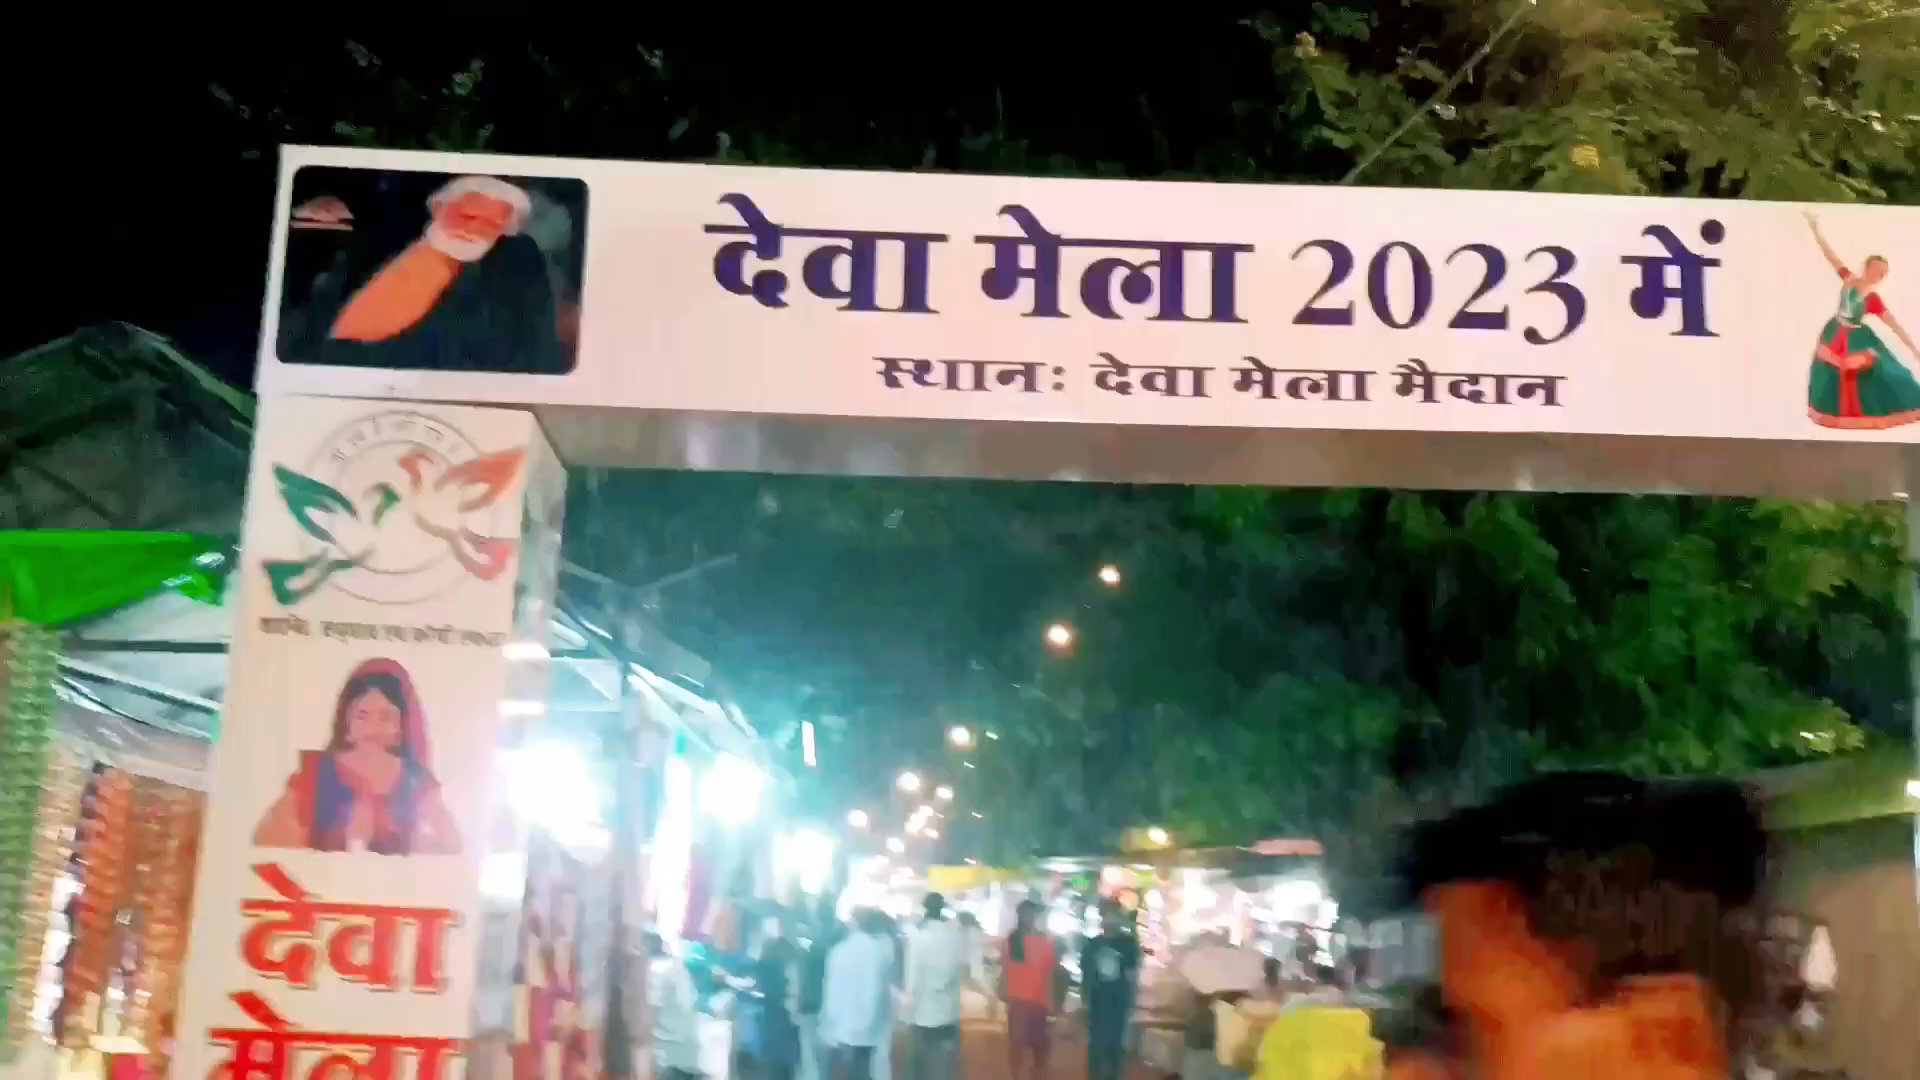 देवा मेला 2023 में
स्थानः देवा मेला मैदान
देवा
मेला